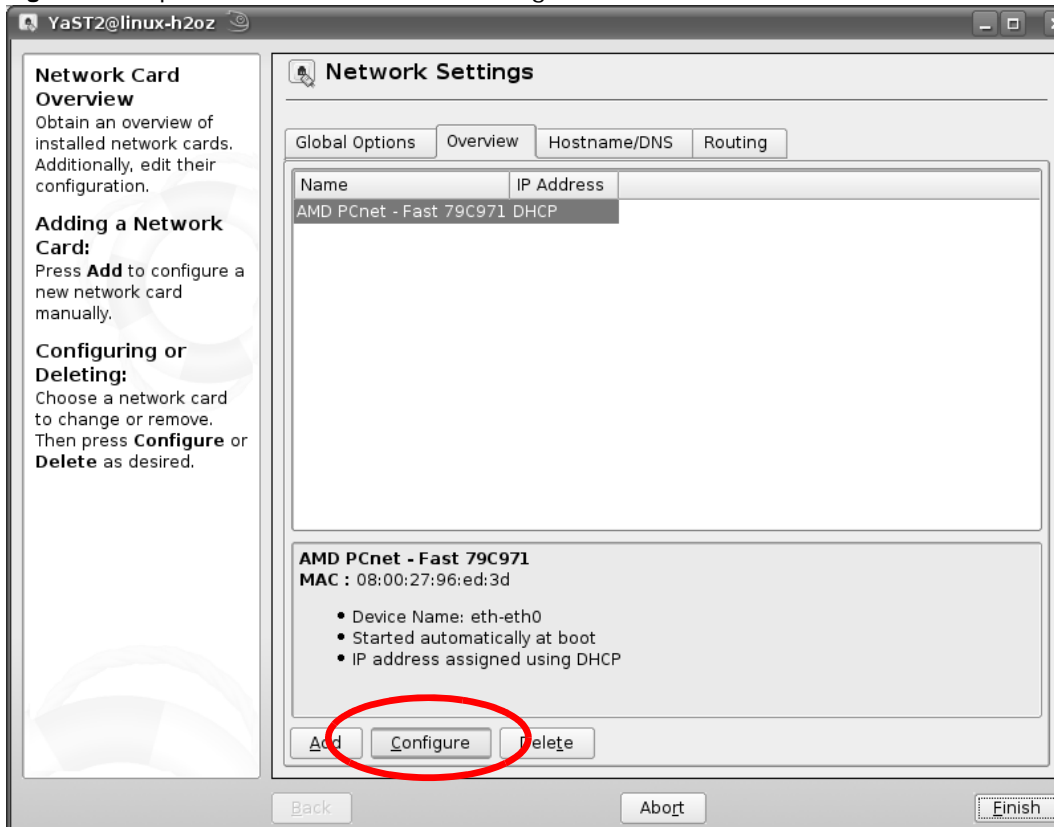 YaST2@linux-h2oz
Network Card
Overview
Obtain an overview of
installed network cards.
Additionally, edit their
configuration.
Adding a Network
Card:
Press Add to configure a
new network card
manually.
Configuring or
Deleting:
Choose a network card
to change or remove.
Then press Configure or
Delete as desired.
Network Settings
Global Options Overview Hostname/DNS Routing
Name IP Address
AMD PCnet - Fast 79C971 DHCP
AMD PCnet - Fast 79C971
MAC : 08:00:27:96:ed:3d
• Device Name: eth-eth0
• Started automatically at boot
• IP address assigned using DHCP
Add Configure Delete
Back Abort Finish